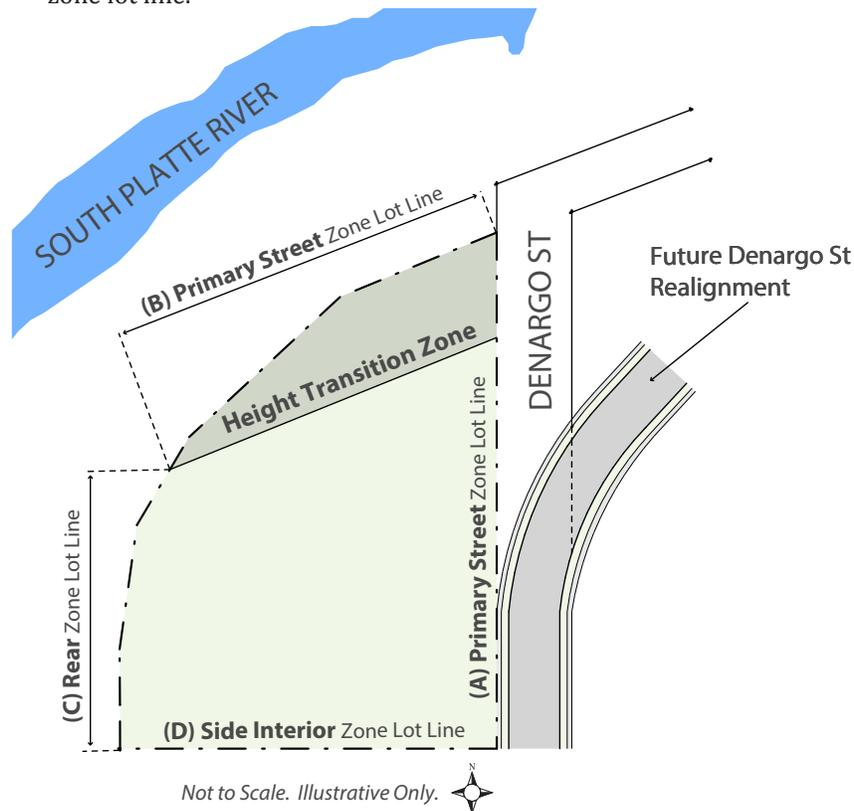 zone lot line.
SOUTH PLATTE RIVER
(B) Primary Street Zone Lot Line
DENARGO ST
Future Denargo St
Realignment
Height Transition Zone
(A) Primary Street Zone Lot Line
(C) Rear Zone Lot Line
(D) Side Interior Zone Lot Line
Not to Scale. Illustrative Only.
N